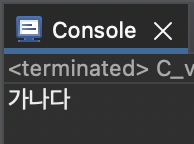 Console
<terminated> C_v
가나다